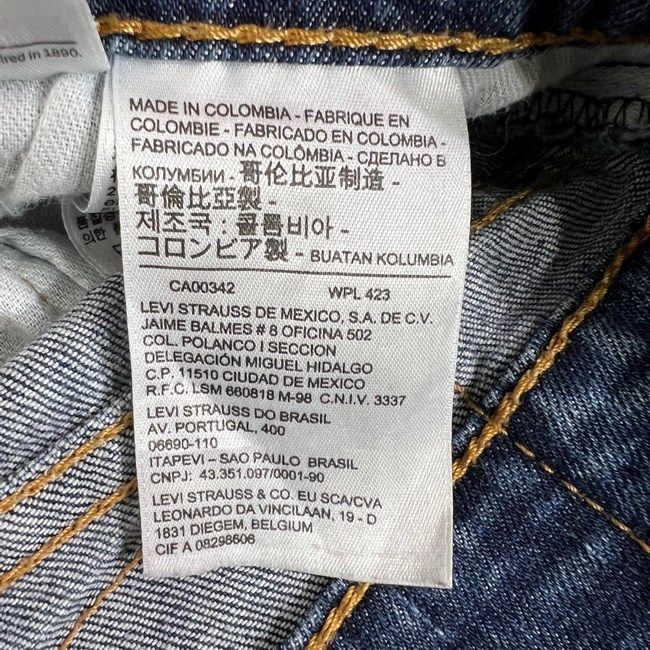 ired in 1890.
MADE IN COLOMBIA - FABRIQUE EN
COLOMBIE - FABRICADO EN COLOMBIA -
FABRICADO NA COLÔMBIA - СДЕЛАНО В
КОЛУМБИИ - 哥伦比亚制造 -
哥倫比亞製 -
제조국 : 콜롬비아 -
コロンビア製 - BUATAN KOLUMBIA
CA00342 WPL 423
LEVI STRAUSS DE MEXICO, S.A. DE C.V.
JAIME BALMES # 8 OFICINA 502
COL. POLANCO I SECCION
DELEGACIÓN MIGUEL HIDALGO
C.P. 11510 CIUDAD DE MEXICO
R.F.C. LSM 660818 M-98 C.N.I.V. 3337
LEVI STRAUSS DO BRASIL
AV. PORTUGAL, 400
06690-110
ITAPEVI – SAO PAULO BRASIL
CNPJ: 43.351.097/0001-90
LEVI STRAUSS & CO. EU SCA/CVA
LEONARDO DA VINCILAAN, 19 - D
1831 DIEGEM, BELGIUM
CIF A 08298606